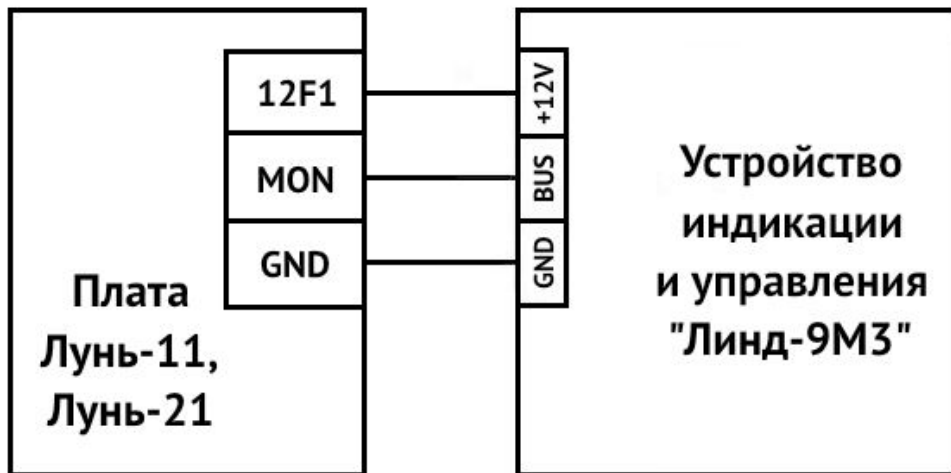 12F1
MON
GND
Плата
Лунь-11,
Лунь-21
+12V
BUS
GND
Устройство
индикации
и управления
"Линд-9М3"